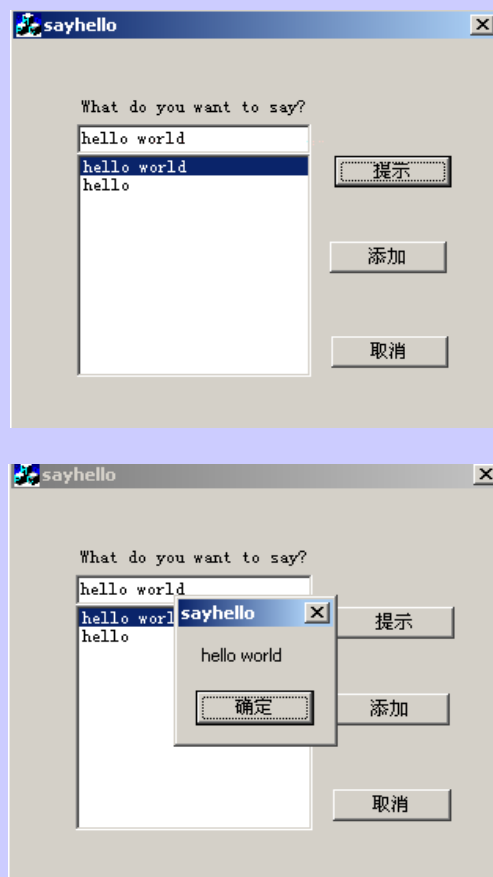 sayhello
What do you want to say?
hello world
hello world
hello
提示
添加
取消
sayhello
What do you want to say?
hello world
hello worl
hello
sayhello
hello world
确定
提示
添加
取消